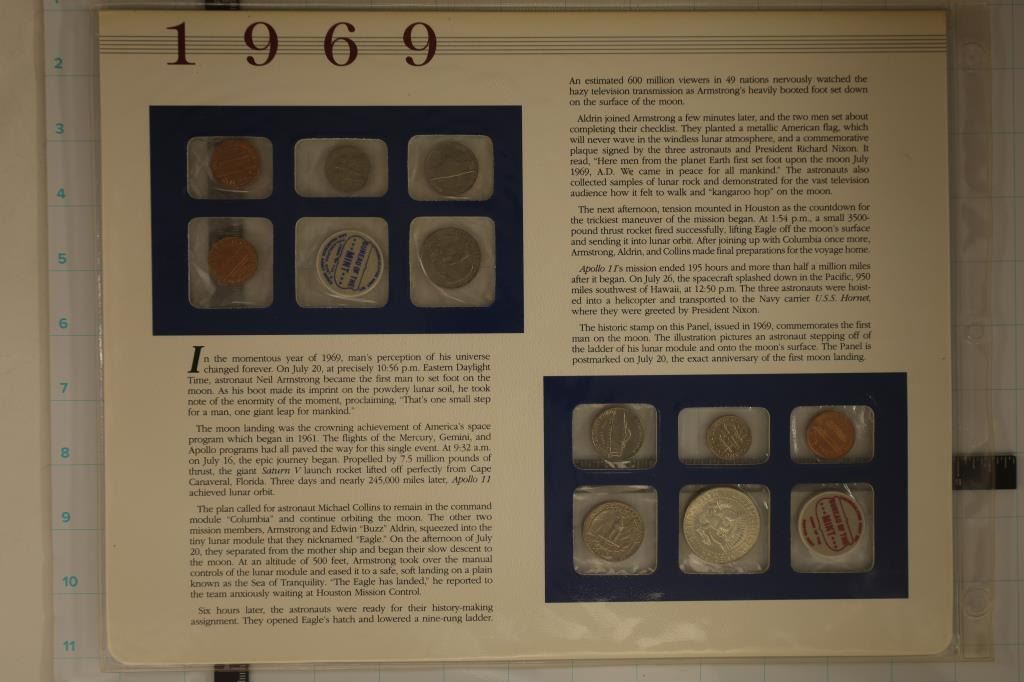 1969
In the momentous year of 1969, man's perception of his universe
changed forever. On July 20, at precisely 10:56 p.m. Eastern Daylight
Time, astronaut Neil Armstrong became the first man to set foot on the
moon. As his boot made its imprint on the powdery lunar soil, he took
note of the enormity of the moment, proclaiming, "That's one small step
for a man, one giant leap for mankind."
The moon landing was the crowning achievement of America's space
program which began in 1961. The flights of the Mercury, Gemini, and
Apollo programs had all paved the way for this single event. At 9:32 a.m.
on July 16, the epic journey began. Propelled by 7.5 million pounds of
thrust, the giant Saturn V launch rocket lifted off perfectly from Cape
Canaveral, Florida. Three days and nearly 245,000 miles later, Apollo 11
achieved lunar orbit.
The plan called for astronaut Michael Collins to remain in the command
module "Columbia" and continue orbiting the moon. The other two
mission members, Armstrong and Edwin "Buzz" Aldrin, squeezed into the
tiny lunar module that they nicknamed "Eagle." On the afternoon of July
20, they separated from the mother ship and began their slow descent to
the moon. At an altitude of 500 feet, Armstrong took over the manual
controls of the lunar module and eased it to a safe, soft landing on a plain
known as the Sea of Tranquility. "The Eagle has landed," he reported to
the team anxiously waiting at Houston Mission Control.
Six hours later, the astronauts were ready for their history-making
assignment. They opened Eagle's hatch and lowered a nine-rung ladder.
An estimated 600 million viewers in 49 nations nervously watched the
hazy television transmission as Armstrong's heavily booted foot set down
on the surface of the moon.
Aldrin joined Armstrong a few minutes later, and the two men set about
completing their checklist. They planted a metallic American flag, which
will never wave in the windless lunar atmosphere, and a commemorative
plaque signed by the three astronauts and President Richard Nixon. It
read, "Here men from the planet Earth first set foot upon the moon July
1969, A.D. We came in peace for all mankind." The astronauts also
collected samples of lunar rock and demonstrated for the vast television
audience how it felt to walk and "kangaroo hop" on the moon.
The next afternoon, tension mounted in Houston as the countdown for
the trickiest maneuver of the mission began. At 1:54 p.m., a small 3500-
pound thrust rocket fired successfully, lifting Eagle off the moon's surface
and sending it into lunar orbit. After joining up with Columbia once more,
Armstrong, Aldrin, and Collins made final preparations for the voyage home.
Apollo 11's mission ended 195 hours and more than half a million miles
after it began. On July 26, the spacecraft splashed down in the Pacific, 950
miles southwest of Hawaii, at 12:50 p.m. The three astronauts were hoist-
ed into a helicopter and transported to the Navy carrier U.S.S. Hornet,
where they were greeted by President Nixon.
The historic stamp on this Panel, issued in 1969, commemorates the first
man on the moon. The illustration pictures an astronaut stepping off of
the ladder of his lunar module and onto the moon's surface. The Panel is
postmarked on July 20, the exact anniversary of the first moon landing.
BUREAU OF THE
MINT
BUREAU OF THE
MINT
2
3
4
5
6
7
8
9
10
11